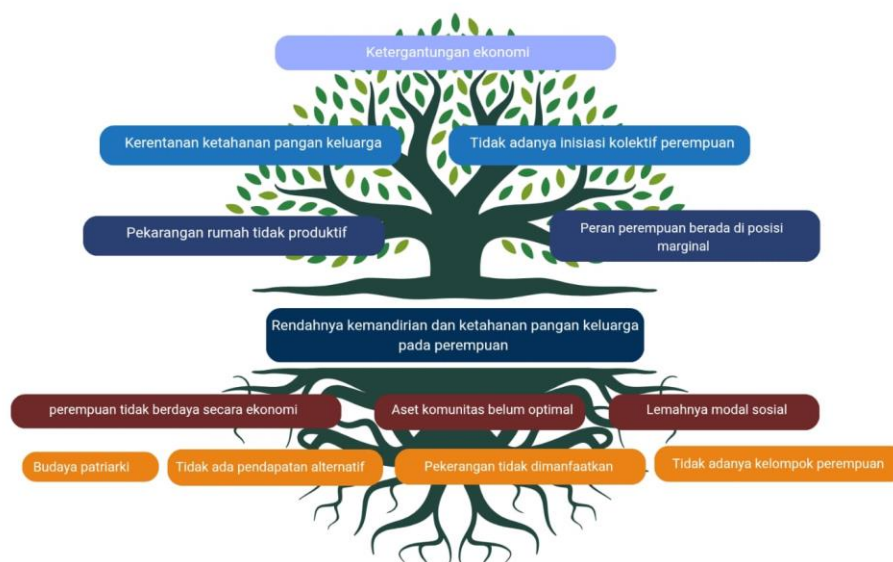 Ketergantungan ekonomi
Kerentanan ketahanan pangan keluarga
Tidak adanya inisiasi kolektif perempuan
Pekarangan rumah tidak produktif
Peran perempuan berada di posisi
marginal
Rendahnya kemandirian dan ketahanan pangan keluarga
pada perempuan
perempuan tidak berdaya secara ekonomi
Aset komunitas belum optimal
Lemahnya modal sosial
Budaya patriarki
Tidak ada pendapatan alternatif
Pekerangan tidak dimanfaatkan
Tidak adanya kelompok perempuan